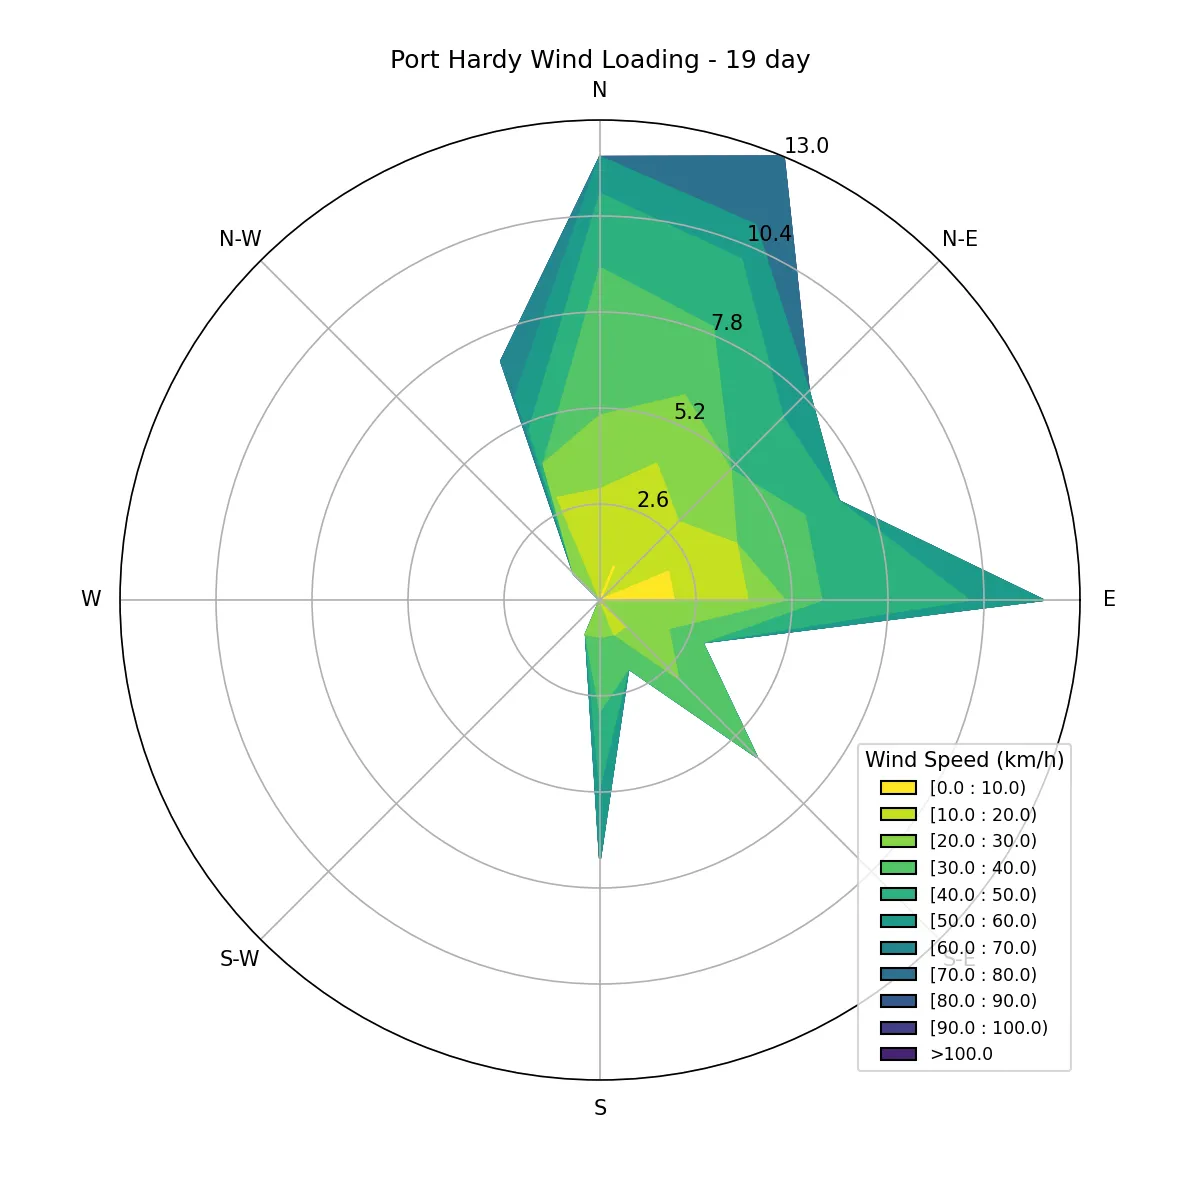 Port Hardy Wind Loading - 19 day
N
13.0
N-W
10.4
N-E
7.8
5.2
2.6
W
E
Wind Speed (km/h)
[0.0 : 10.0)
[10.0 : 20.0)
[20.0 : 30.0)
[30.0 : 40.0)
[40.0 : 50.0)
[50.0 : 60.0)
[60.0 : 70.0)
[70.0 : 80.0)
[80.0 : 90.0)
[90.0 : 100.0)
>100.0
S-W
S-E
S